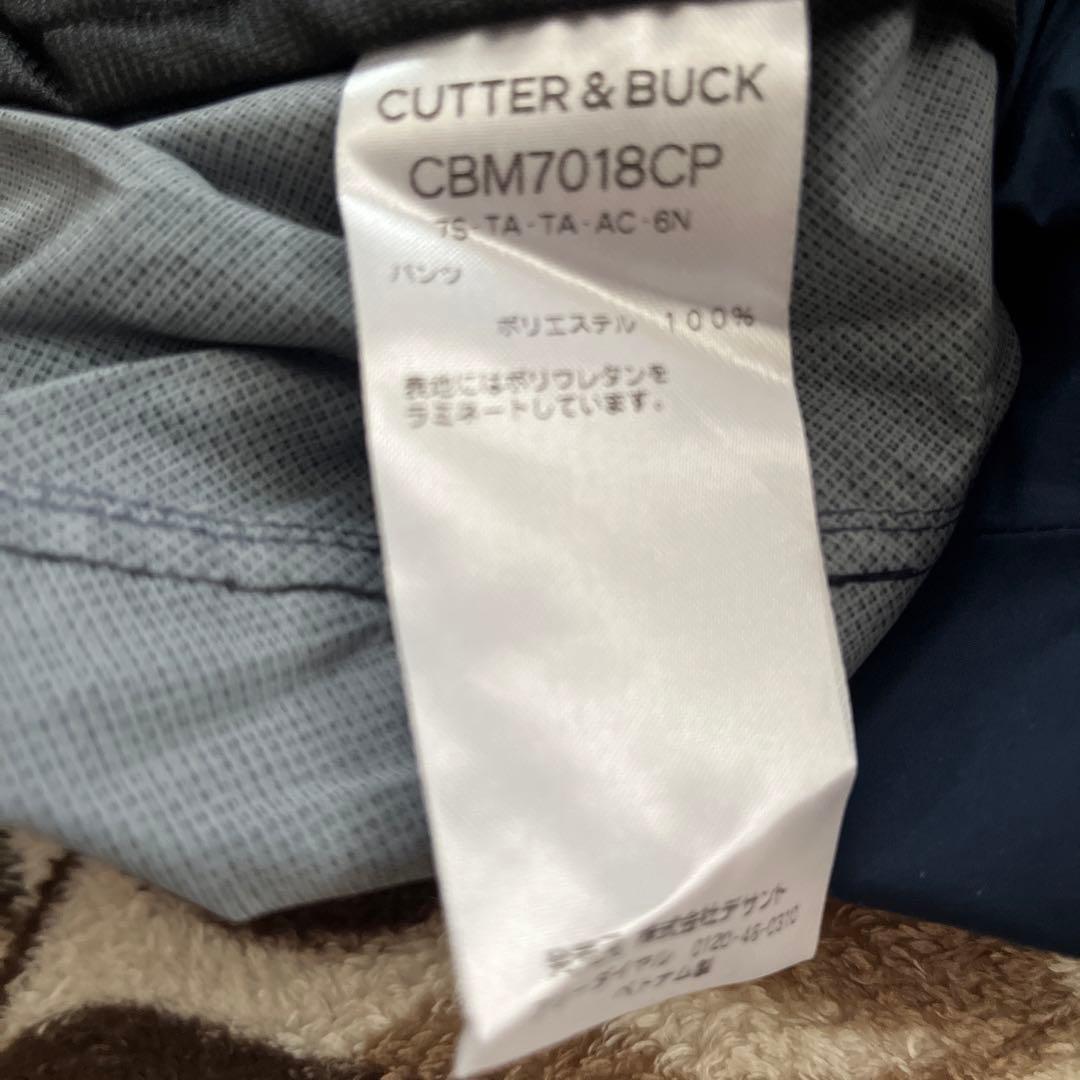 CUTTER & BUCK
CBM7018CP
7S-TA-TA-AC-6N
パンツ
ポリエステル 100%
表地にはポリウレタンを
ラミネートしています。
株式会社デサント
0120-46-0310
ベトナム製